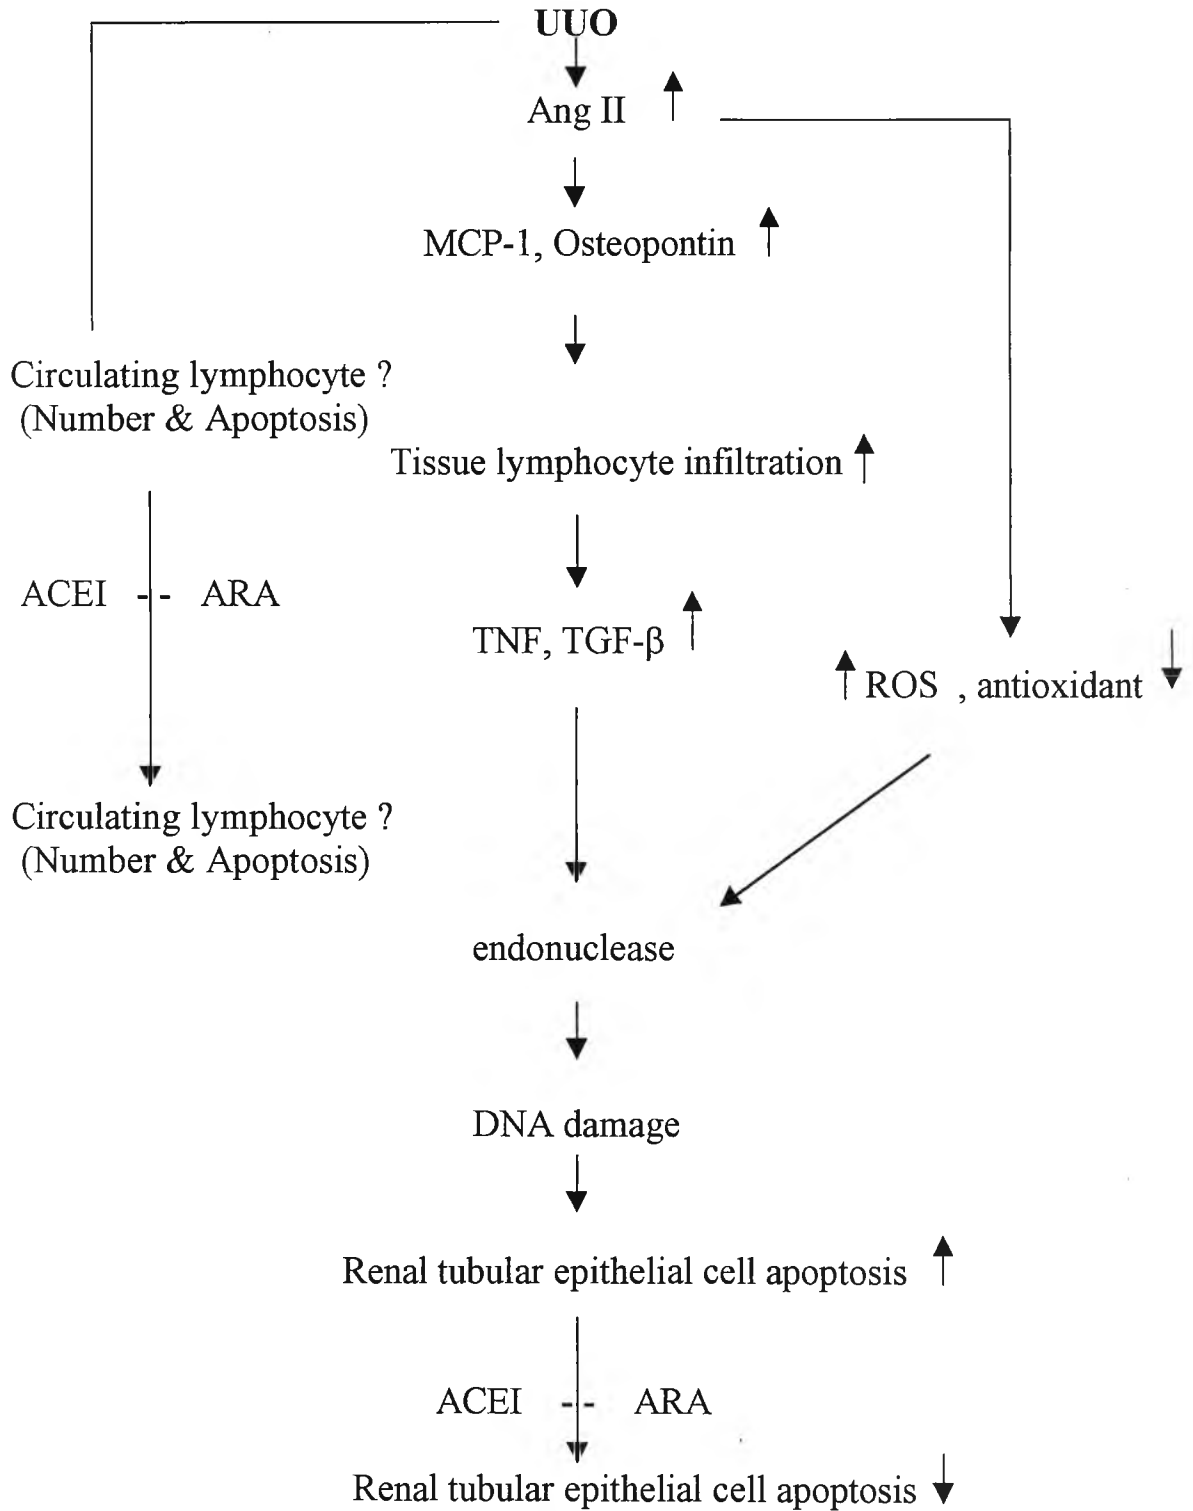 UUO
Ang II
MCP-1, Osteopontin
Circulating lymphocyte ?
(Number & Apoptosis)
Tissue lymphocyte infiltration
ACEI -- ARA
TNF, TGF-β
ROS , antioxidant
Circulating lymphocyte ?
(Number & Apoptosis)
endonuclease
DNA damage
Renal tubular epithelial cell apoptosis
ACEI -- ARA
Renal tubular epithelial cell apoptosis